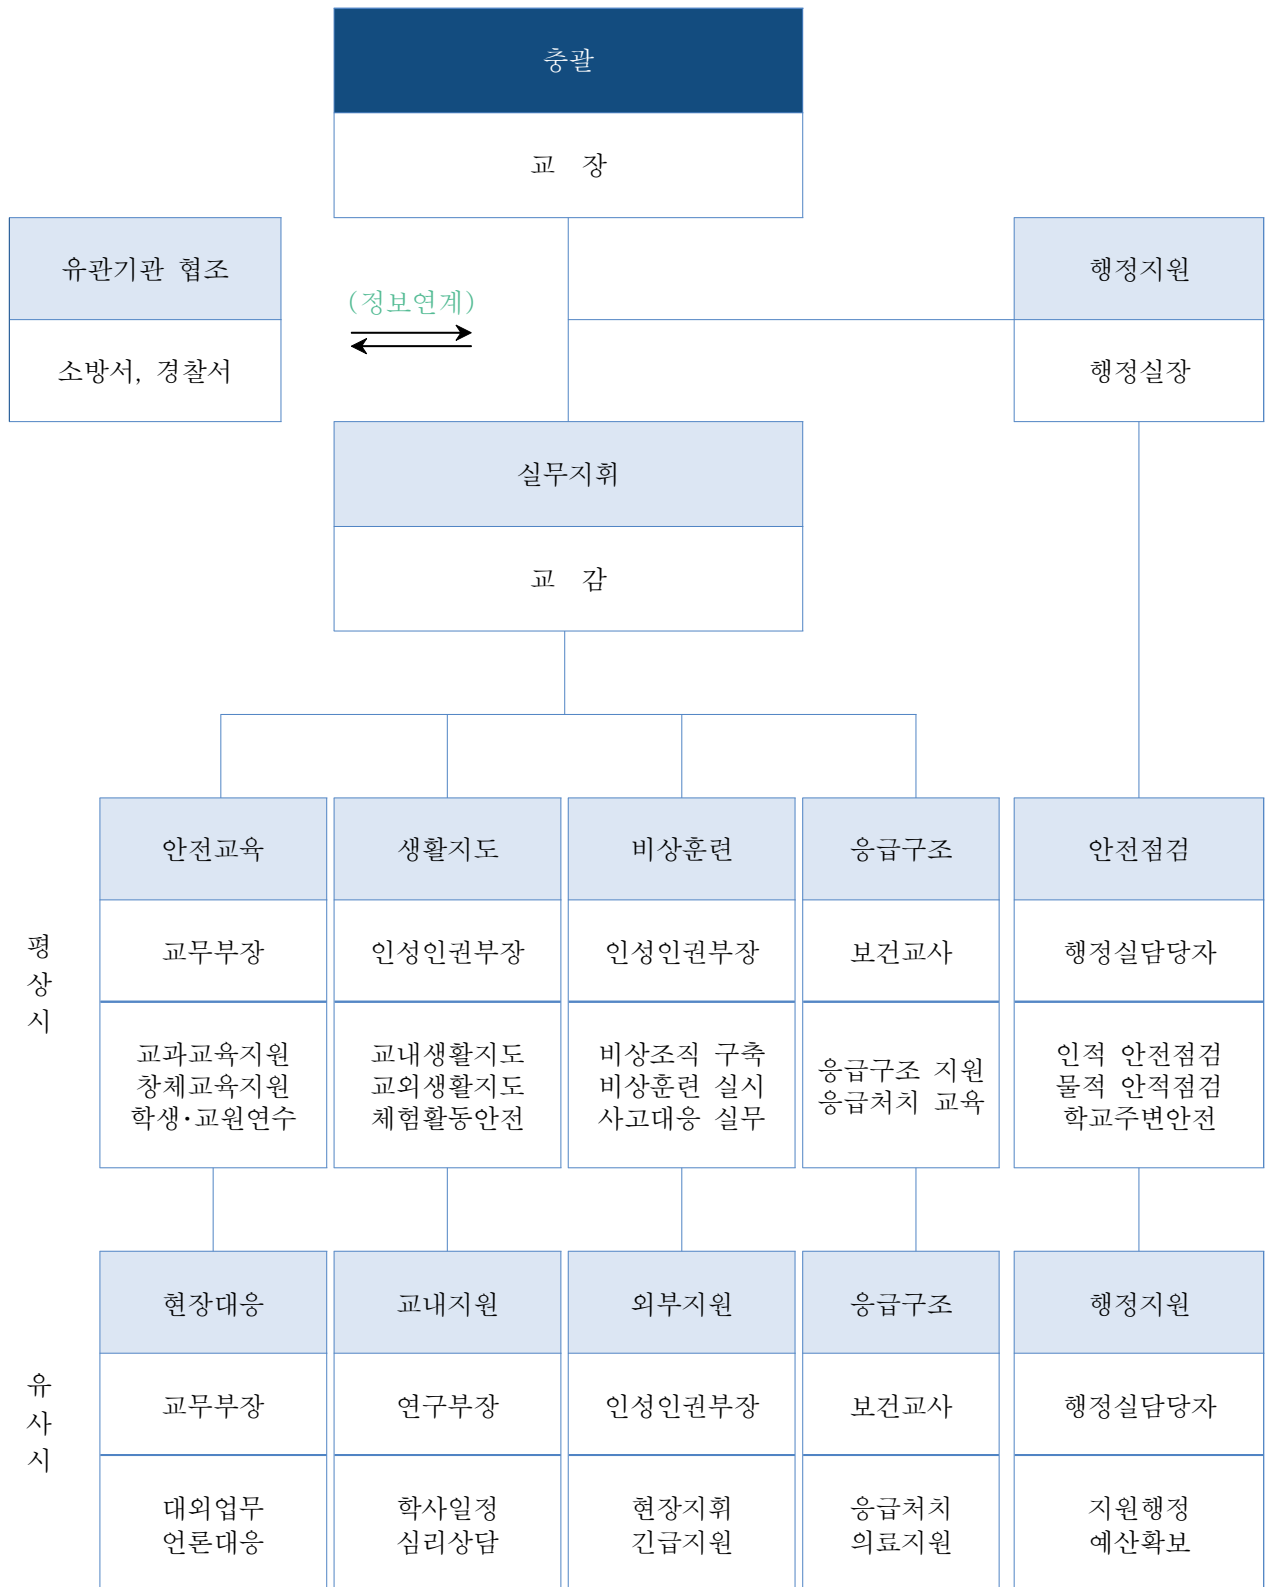 충괄
교 장
유관기관 협조
소방서, 경찰서
(정보연계)
행정지원
행정실장
실무지휘
교 감
평
상
시
안전교육
교무부장
교과교육지원
창체교육지원
학생·교원연수
생활지도
인성인권부장
교내생활지도
교외생활지도
체험활동안전
비상훈련
인성인권부장
비상조직 구축
비상훈련 실시
사고대응 실무
응급구조
보건교사
응급구조 지원
응급처치 교육
안전점검
행정실담당자
인적 안전점검
물적 안적점검
학교주변안전
유
사
시
현장대응
교무부장
대외업무
언론대응
교내지원
연구부장
학사일정
심리상담
외부지원
인성인권부장
현장지휘
긴급지원
응급구조
보건교사
응급처치
의료지원
행정지원
행정실담당자
지원행정
예산확보